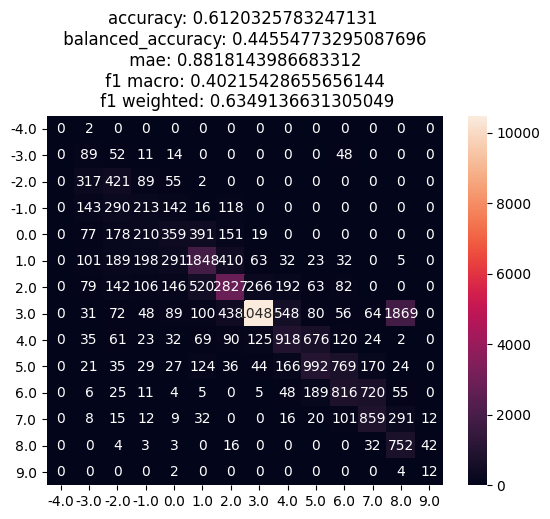 accuracy: 0.6120325783247131
balanced_accuracy: 0.44554773295087696
mae: 0.8818143986683312
f1 macro: 0.40215428655656144
f1 weighted: 0.6349136631305049
-4.0 0 2 0 0 0 0 0 0 0 0 0 0 0 0
-3.0 0 89 52 11 14 0 0 0 0 0 48 0 0 0
-2.0 0 317 421 89 55 2 0 0 0 0 0 0 0 0
-1.0 0 143 290 213 142 16 118 0 0 0 0 0 0 0
0.0 0 77 178 210 359 391 151 19 0 0 0 0 0 0
1.0 0 101 189 198 291 1848 410 63 32 23 32 0 5 0
2.0 0 79 142 106 146 520 2827 266 192 63 82 0 0 0
3.0 0 31 72 48 89 100 438 548 80 56 64 1869 0
4.0 0 35 61 23 32 69 90 125 918 676 120 24 2 0
5.0 0 21 35 29 27 124 36 44 166 992 769 170 24 0
6.0 0 6 25 11 4 5 0 5 48 189 816 720 55 0
7.0 0 8 15 12 9 32 0 0 16 20 101 859 291 12
8.0 0 0 4 3 3 0 16 0 0 0 0 32 752 42
9.0 0 0 0 0 2 0 0 0 0 0 0 0 4 12
-4.0 -3.0 -2.0 -1.0 0.0 1.0 2.0 3.0 4.0 5.0 6.0 7.0 8.0 9.0
10000
8000
6000
4000
2000
0